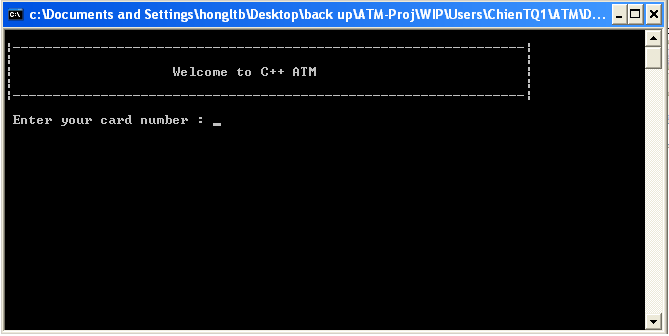 c:\Documents and Settings\hongltb\Desktop\back up\ATM-Proj\WIP\Users\ChienTQ1\ATM\D...
Welcome to C++ ATM
Enter your card number : _